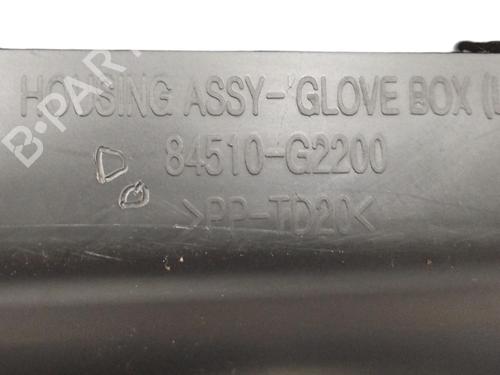 HOUSING ASSY-GLOVE BOX (
84510-G2200
>PP-TD20<